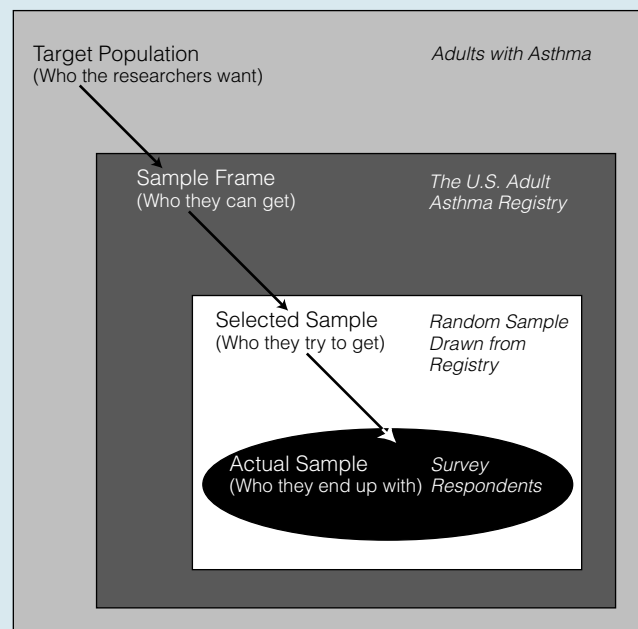 Target Population
(Who the researchers want)
Adults with Asthma
Sample Frame
(Who they can get)
The U.S. Adult
Asthma Registry
Selected Sample
(Who they try to get)
Random Sample
Drawn from
Registry
Actual Sample
(Who they end up with)
Survey
Respondents